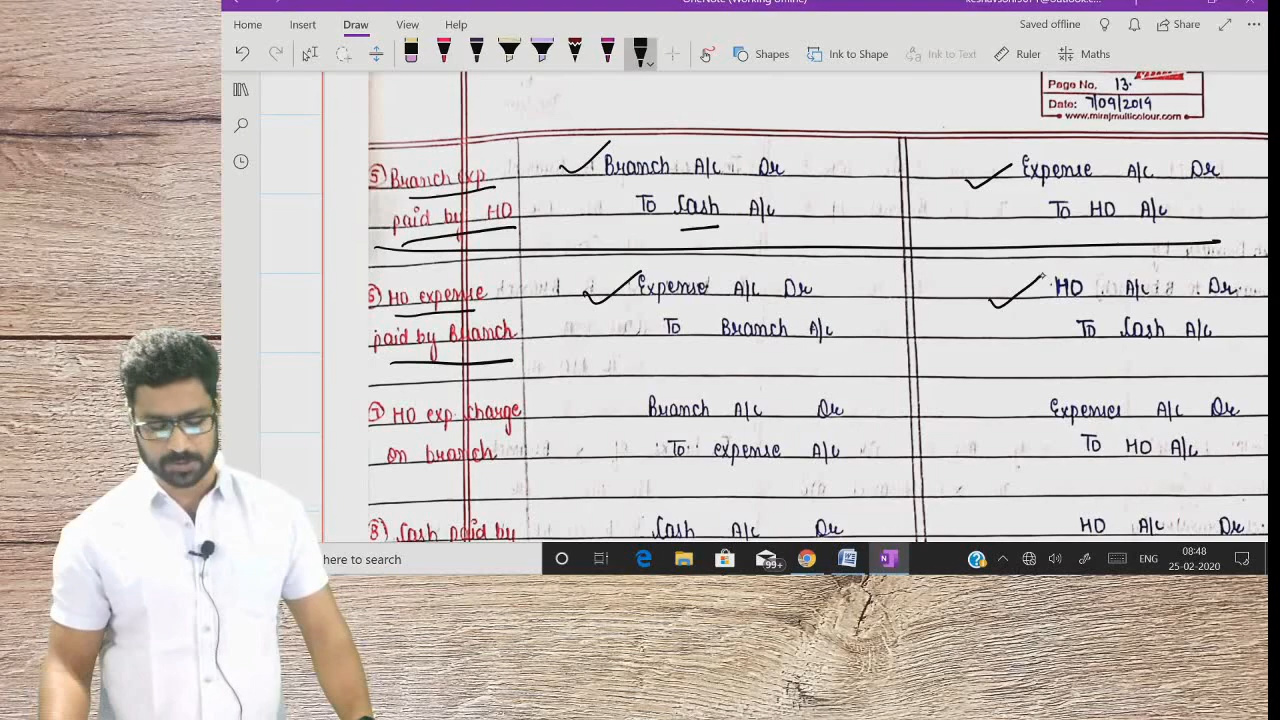 OneNote (Working offline)
Home Insert Draw View Help
Saved offline
Share
Shapes
Ink to Shape
Ink to Text
Ruler
Maths
Page No. 13.
Date: 7/09/2019
www.mirajmulticolour.com
5) Branch exp Branch A/c Dr Expense A/c Dr
paid by HO To Cash A/c To HO A/c
6) HO expense Expense A/c Dr HO A/c Dr
paid by Branch To Branch A/c To Cash A/c
7) HO exp. charge Branch A/c Dr Expenses A/c Dr
on branch To expense A/c To HO A/c
8) Cash paid by Cash A/c Dr HO A/c Dr
here to search
99+
ENG
08:48
25-02-2020